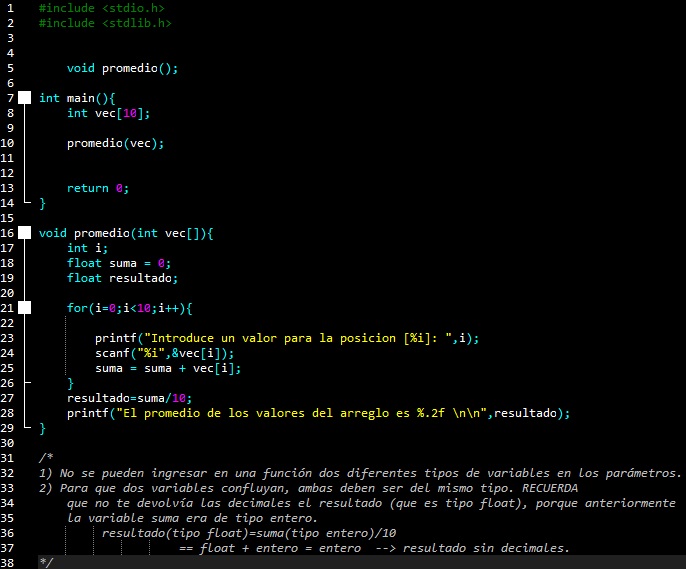 1 #include <stdio.h>
2 #include <stdlib.h>
3
4
5 void promedio();
6
7 int main(){
8 int vec[10];
9
10 promedio(vec);
11
12
13 return 0;
14 }
15
16 void promedio(int vec[]){
17 int i;
18 float suma = 0;
19 float resultado;
20
21 for(i=0;i<10;i++){
22
23 printf("Introduce un valor para la posicion [%i]: ",i);
24 scanf("%i",&vec[i]);
25 suma = suma + vec[i];
26 }
27 resultado=suma/10;
28 printf("El promedio de los valores del arreglo es %.2f \n\n",resultado);
29 }
30
31 /*
32 1) No se pueden ingresar en una función dos diferentes tipos de variables en los parámetros.
33 2) Para que dos variables confluyan, ambas deben ser del mismo tipo. RECUERDA
34 que no te devolvía las decimales el resultado (que es tipo float), porque anteriormente
35 la variable suma era de tipo entero.
36 resultado(tipo float)=suma(tipo entero)/10
37 == float + entero = entero --> resultado sin decimales.
38 */